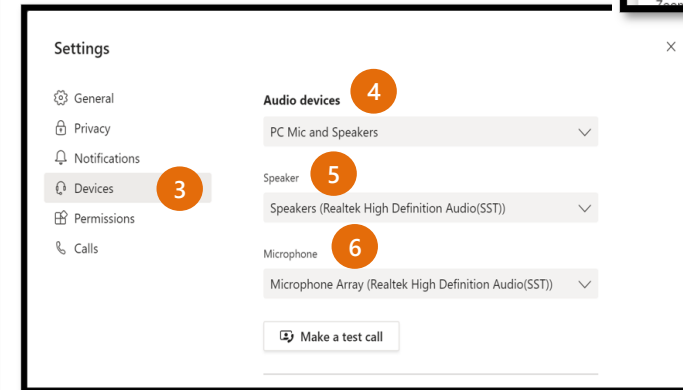 Settings
General
Privacy
Notifications
Devices
3
Permissions
Calls
Audio devices
4
PC Mic and Speakers
Speaker
5
Speakers (Realtek High Definition Audio(SST))
Microphone
6
Microphone Array (Realtek High Definition Audio(SST))
Make a test call